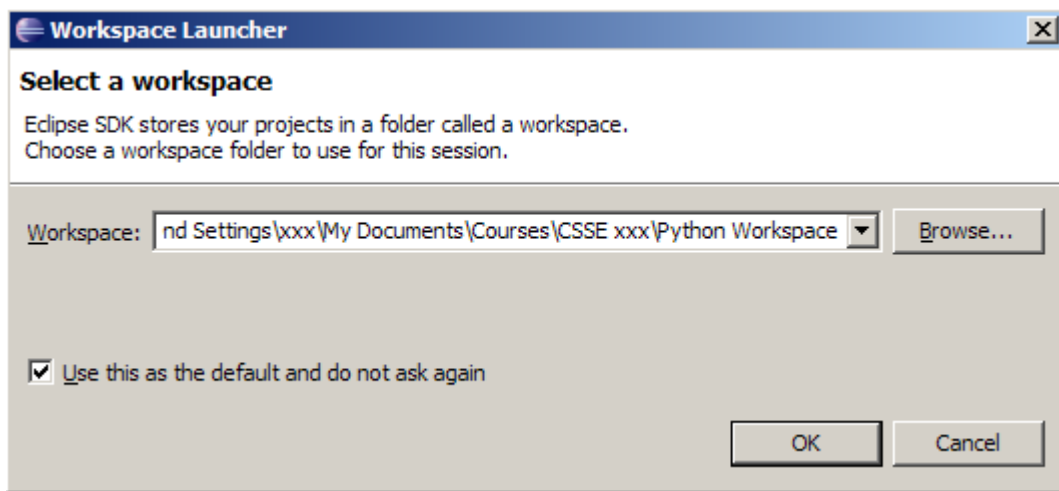 Workspace Launcher
Select a workspace
Eclipse SDK stores your projects in a folder called a workspace.
Choose a workspace folder to use for this session.
Workspace: nd Settings\xxx\My Documents\Courses\CSSE xxx\Python Workspace Browse...
Use this as the default and do not ask again
OK Cancel